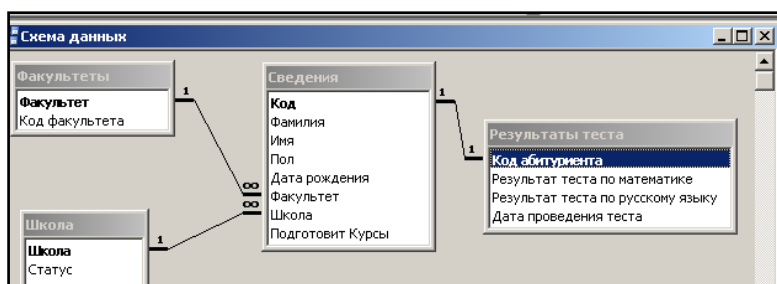 Схема данных
Факультеты
Факультет
Код факультета
1
Сведения
Код
Фамилия
Имя
Пол
Дата рождения
Факультет
Школа
Подготовит Курсы
1
∞
∞
Результаты теста
Код абитуриента
Результат теста по математике
Результат теста по русскому языку
Дата проведения теста
1
Школа
Школа
Статус
1